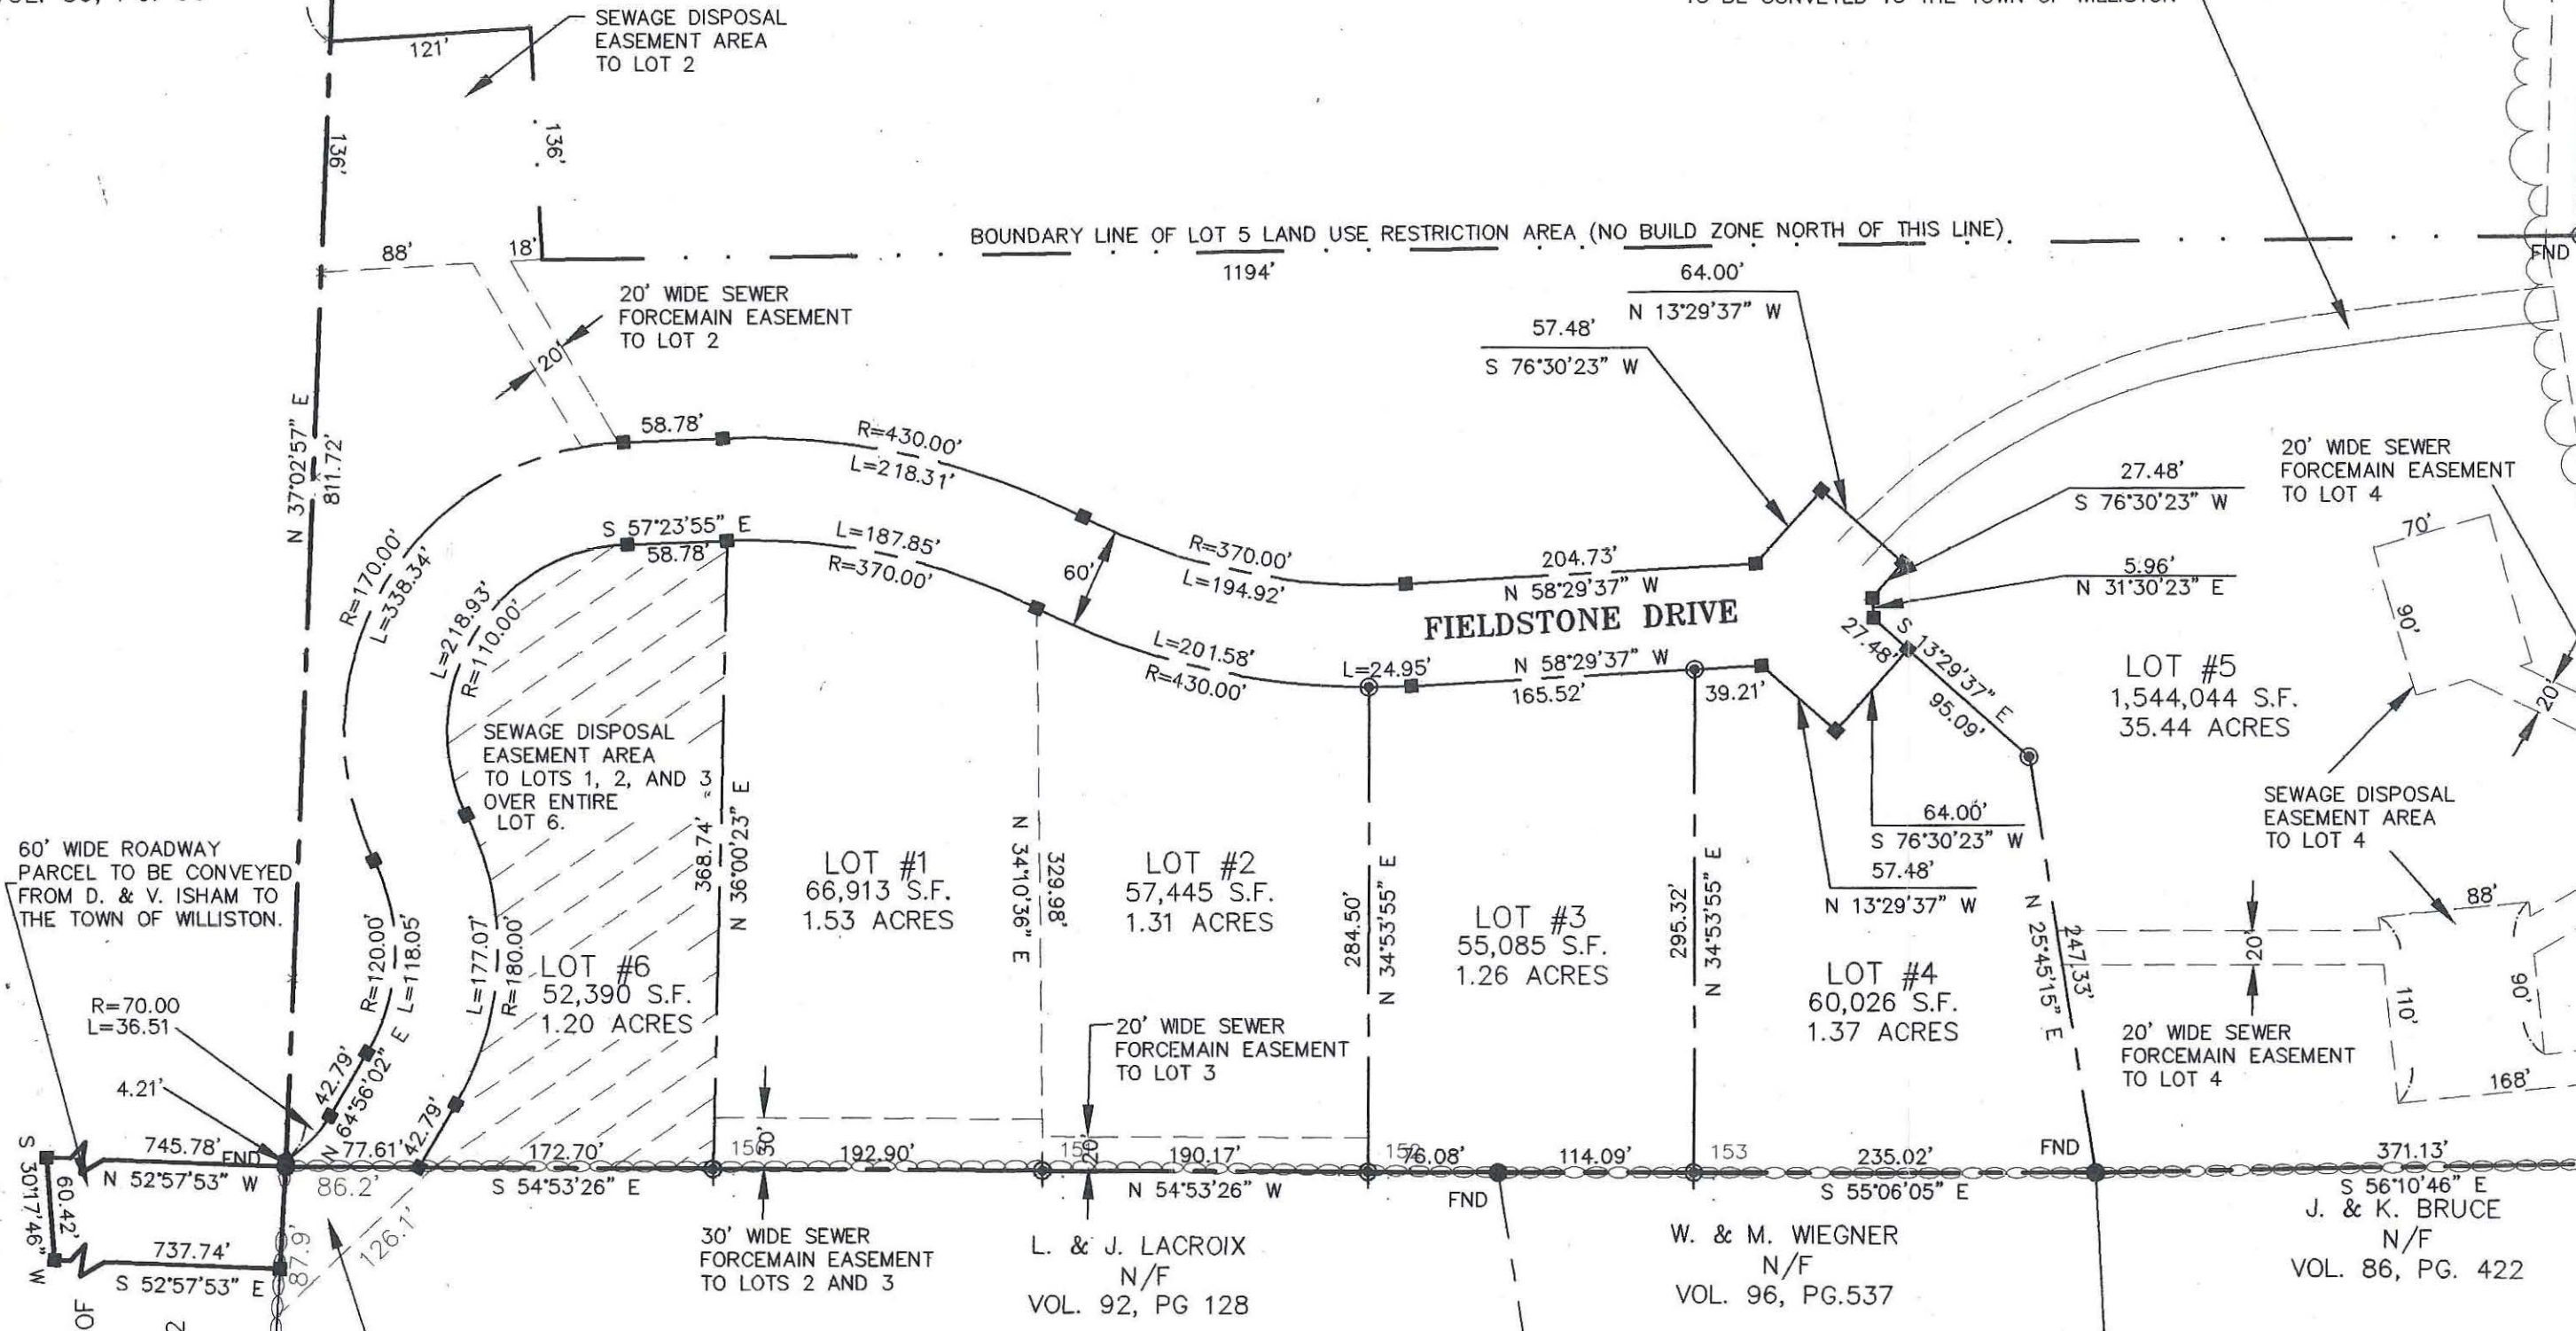 SEWAGE DISPOSAL
EASEMENT AREA
TO LOT 2
121'
136'
136'
BOUNDARY LINE OF LOT 5 LAND USE RESTRICTION AREA (NO BUILD ZONE NORTH OF THIS LINE)
FND
88'
18'
1194'
64.00'
N 13°29'37" W
57.48'
S 76°30'23" W
20' WIDE SEWER
FORCEMAIN EASEMENT
TO LOT 2
20'
N 37°02'57" E
811.72'
58.78'
R=430.00'
L=218.31'
S 57°23'55" E
58.78'
L=187.85'
R=370.00'
60'
R=370.00'
L=194.92'
204.73'
N 58°29'37" W
FIELDSTONE DRIVE
27.48'
S 76°30'23" W
5.96'
N 31°30'23" E
20' WIDE SEWER
FORCEMAIN EASEMENT
TO LOT 4
70'
90'
20'
R=170.00'
L=338.34'
L=218.93'
R=110.00'
L=201.58'
R=430.00'
L=24.95'
N 58°29'37" W
165.52'
39.21'
27.48'
S 13°29'37" E
95.09'
LOT #5
1,544,044 S.F.
35.44 ACRES
SEWAGE DISPOSAL
EASEMENT AREA
TO LOTS 1, 2, AND 3
OVER ENTIRE
LOT 6.
SEWAGE DISPOSAL
EASEMENT AREA
TO LOT 4
64.00'
S 76°30'23" W
57.48'
N 13°29'37" W
60' WIDE ROADWAY
PARCEL TO BE CONVEYED
FROM D. & V. ISHAM TO
THE TOWN OF WILLISTON.
368.74'
N 36°00'23" E
LOT #1
66,913 S.F.
1.53 ACRES
N 34°10'36" E
329.98'
LOT #2
57,445 S.F.
1.31 ACRES
284.50'
N 34°53'55" E
LOT #3
55,085 S.F.
1.26 ACRES
295.32'
N 34°53'55" E
LOT #4
60,026 S.F.
1.37 ACRES
N 25°45'15" E
247.33'
88'
20'
110'
90'
168'
20' WIDE SEWER
FORCEMAIN EASEMENT
TO LOT 4
R=120.00'
L=118.05'
L=177.07'
R=180.00'
LOT #6
52,390 S.F.
1.20 ACRES
R=70.00
L=36.51
4.21'
42.79'
N 64°56'02" E
42.79'
20' WIDE SEWER
FORCEMAIN EASEMENT
TO LOT 3
745.78'
N 52°57'53" W
FND
77.61'
86.2'
172.70'
S 54°53'26" E
30'
192.90'
20'
190.17'
N 54°53'26" W
76.08'
FND
114.09'
153
235.02'
S 55°06'05" E
FND
371.13'
S 56°10'46" E
S 30°17'46" W
60.42'
737.74'
S 52°57'53" E
87.9'
126.1'
30' WIDE SEWER
FORCEMAIN EASEMENT
TO LOTS 2 AND 3
L. & J. LACROIX
N/F
VOL. 92, PG 128
W. & M. WIEGNER
N/F
VOL. 96, PG.537
J. & K. BRUCE
N/F
VOL. 86, PG. 422
OF
2